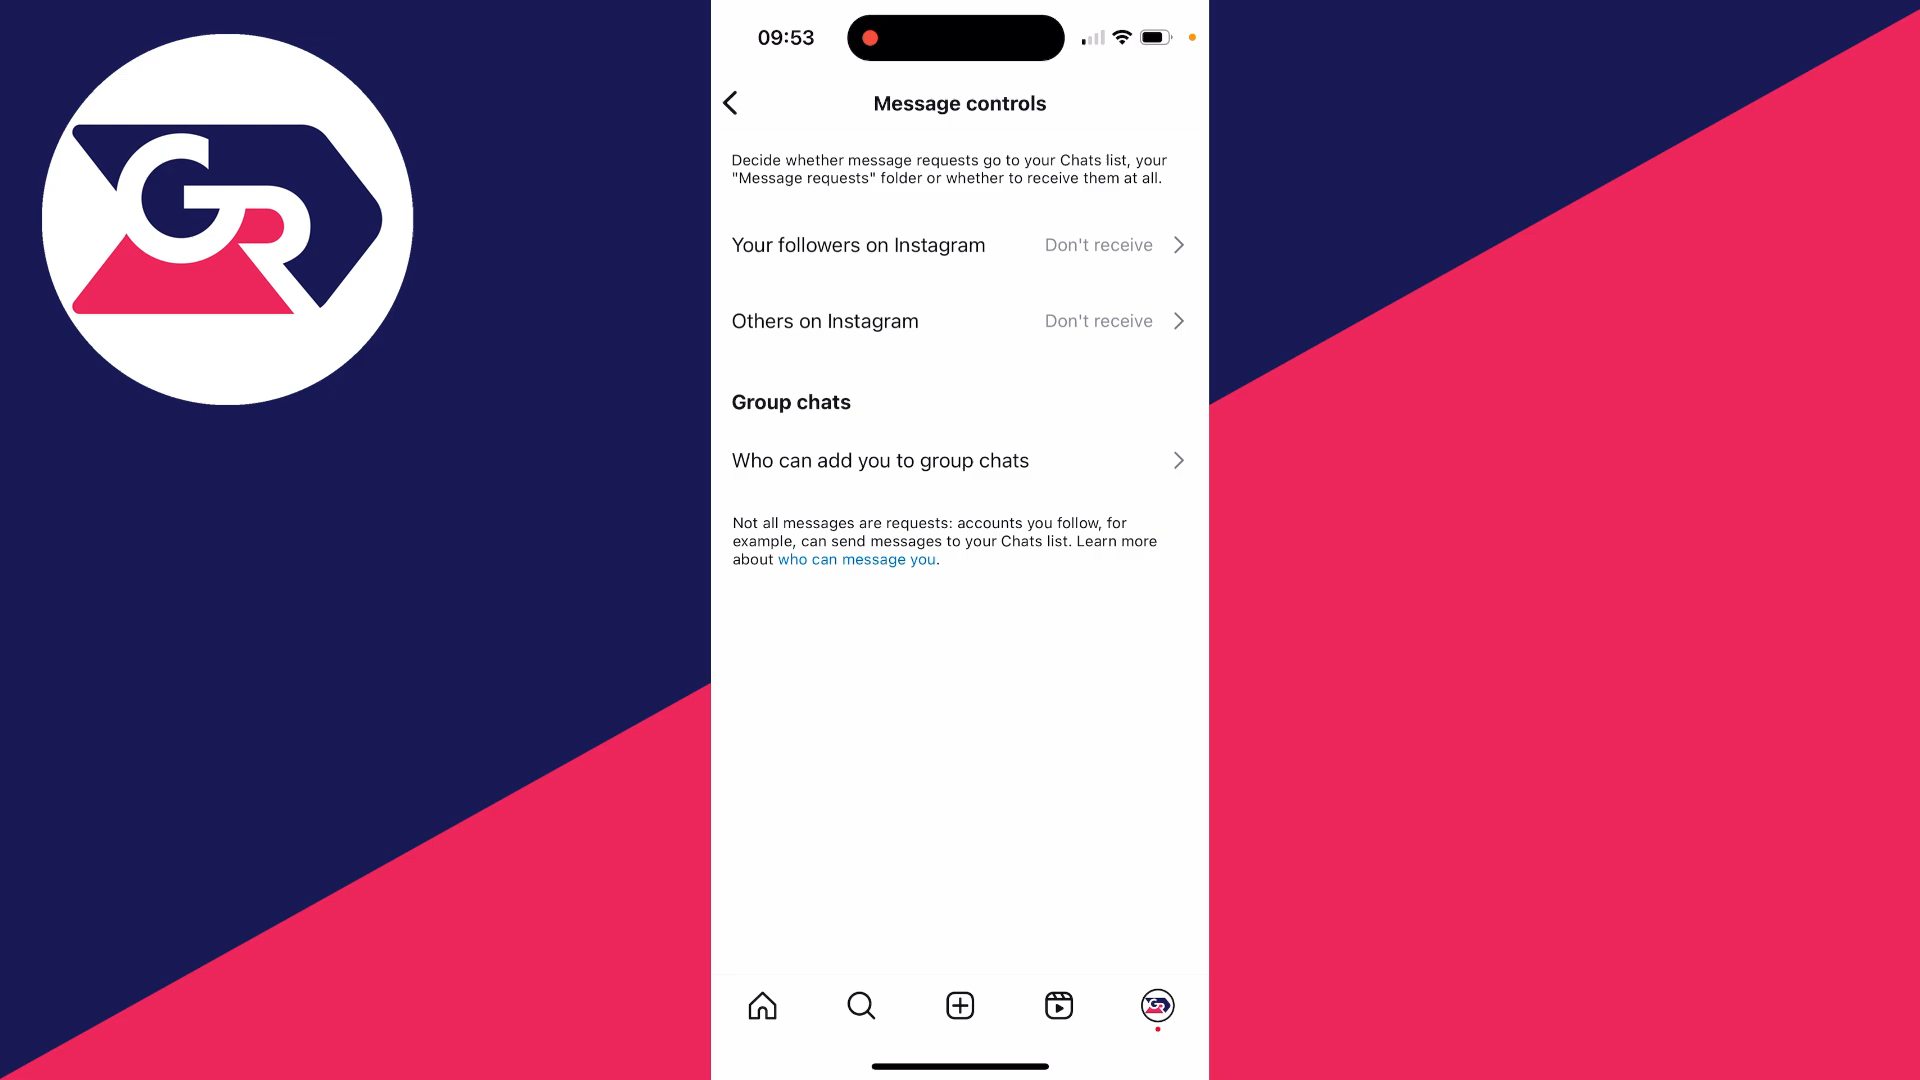 GR
09:53
Message controls
Decide whether message requests go to your Chats list, your
"Message requests" folder or whether to receive them at all.
Your followers on Instagram Don't receive
Others on Instagram Don't receive
Group chats
Who can add you to group chats
Not all messages are requests: accounts you follow, for
example, can send messages to your Chats list. Learn more
about who can message you.
GR